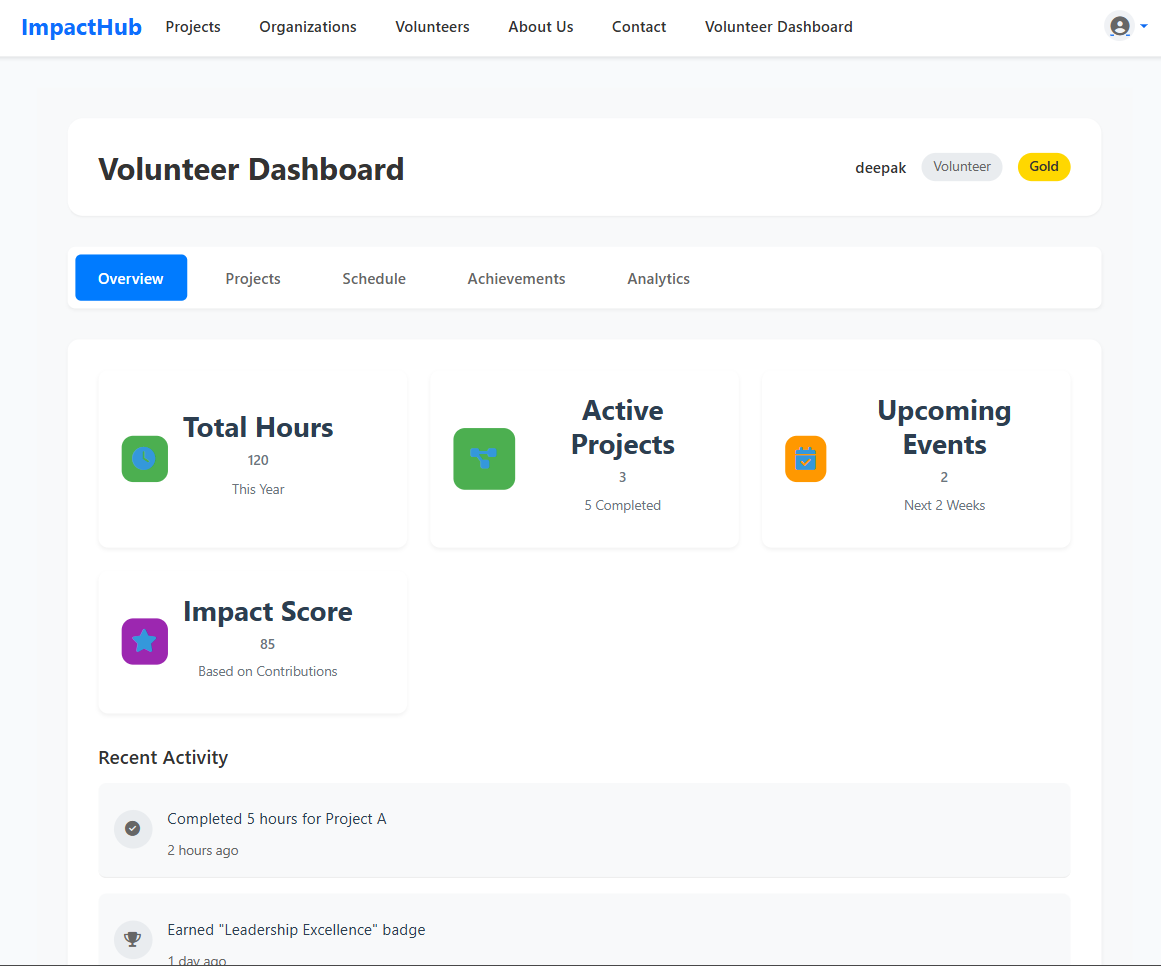 ImpactHub Projects Organizations Volunteers About Us Contact Volunteer Dashboard
Volunteer Dashboard
deepak Volunteer Gold
Overview Projects Schedule Achievements Analytics
Total Hours
120
This Year
Active
Projects
3
5 Completed
Upcoming
Events
2
Next 2 Weeks
Impact Score
85
Based on Contributions
Recent Activity
Completed 5 hours for Project A
2 hours ago
Earned "Leadership Excellence" badge
1 day ago